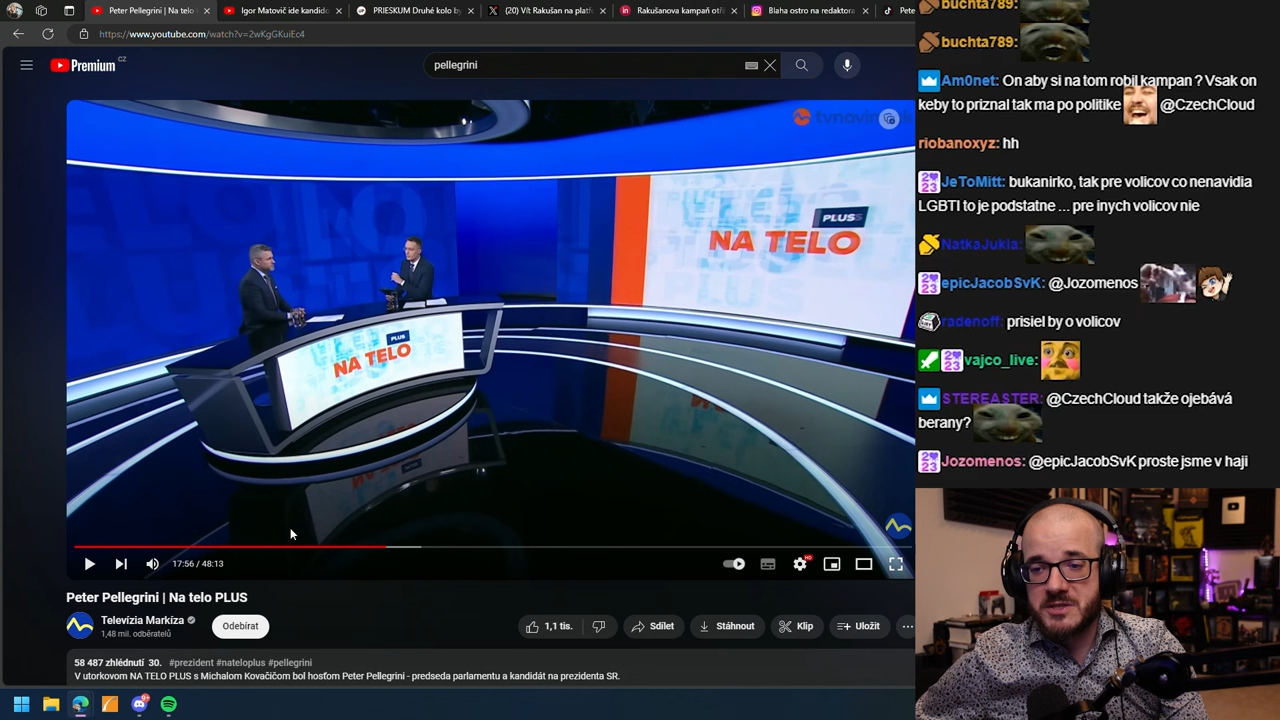 Peter Pellegrini | Na telo
Igor Matovič ide kandido
PRIESKUM Druhé kolo by
(20) Vít Rakušan na platf
Rakušanova kampaň rotří
Blaha ostro na redaktora
Pete
https://www.youtube.com/watch?v=2wKgGKuiEc4
Premium CZ
pellegrini
tvnovin
PLUS
NA TELO
PLUS
NA TELO
17:56 / 48:13
HD
Peter Pellegrini | Na telo PLUS
Televízia Markíza
1,48 mil. odběratelů
Odebírat
1,1 tis.
Sdílet
Stáhnout
Klip
Uložit
58 487 zhlédnutí 30. #prezident #nateloplus #pellegrini
V utorkovom NA TELO PLUS s Michalom Kovačičom bol hosťom Peter Pellegrini - predseda parlamentu a kandidát na prezidenta SR.
buchta789:
buchta789:
Am0net: On aby si na tom robil kampan ? Vsak on
keby to priznal tak ma po politike @CzechCloud
riobanoxyz: hh
JeToMitt: bukanirko, tak pre volicov co nenavidia
LGBTI to je podstatne ... pre inych volicov nie
NatkaJukia:
epicJacobSvK: @Jozomenos
radenoff: prisiel by o volicov
vajco_live:
STEREASTER: @CzechCloud takže ojebává
berany?
Jozomenos: @epicJacobSvK proste jsme v haji